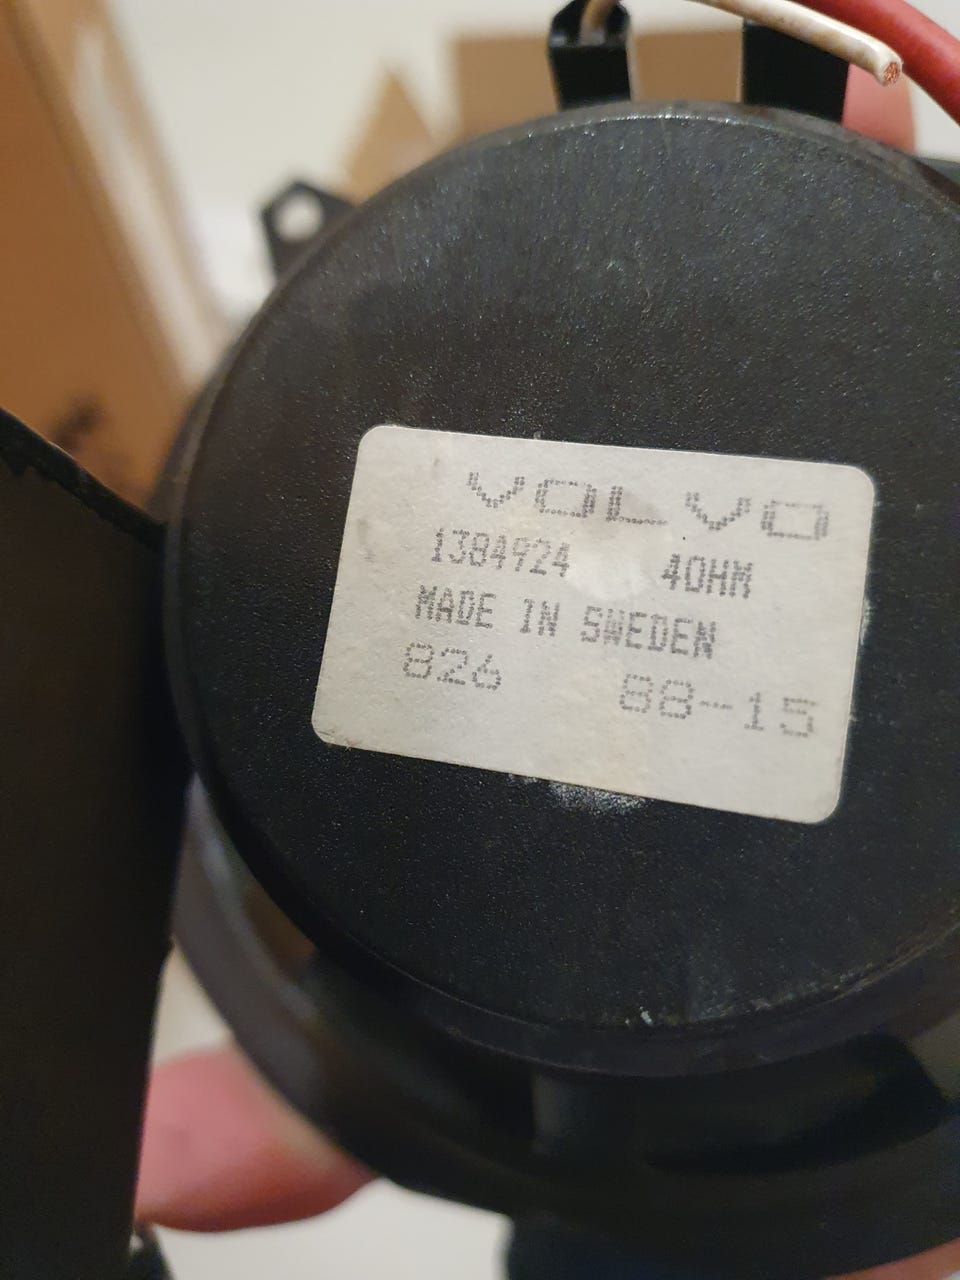 VOLVO
1384924 4OHM
MADE IN SWEDEN
826 88-15